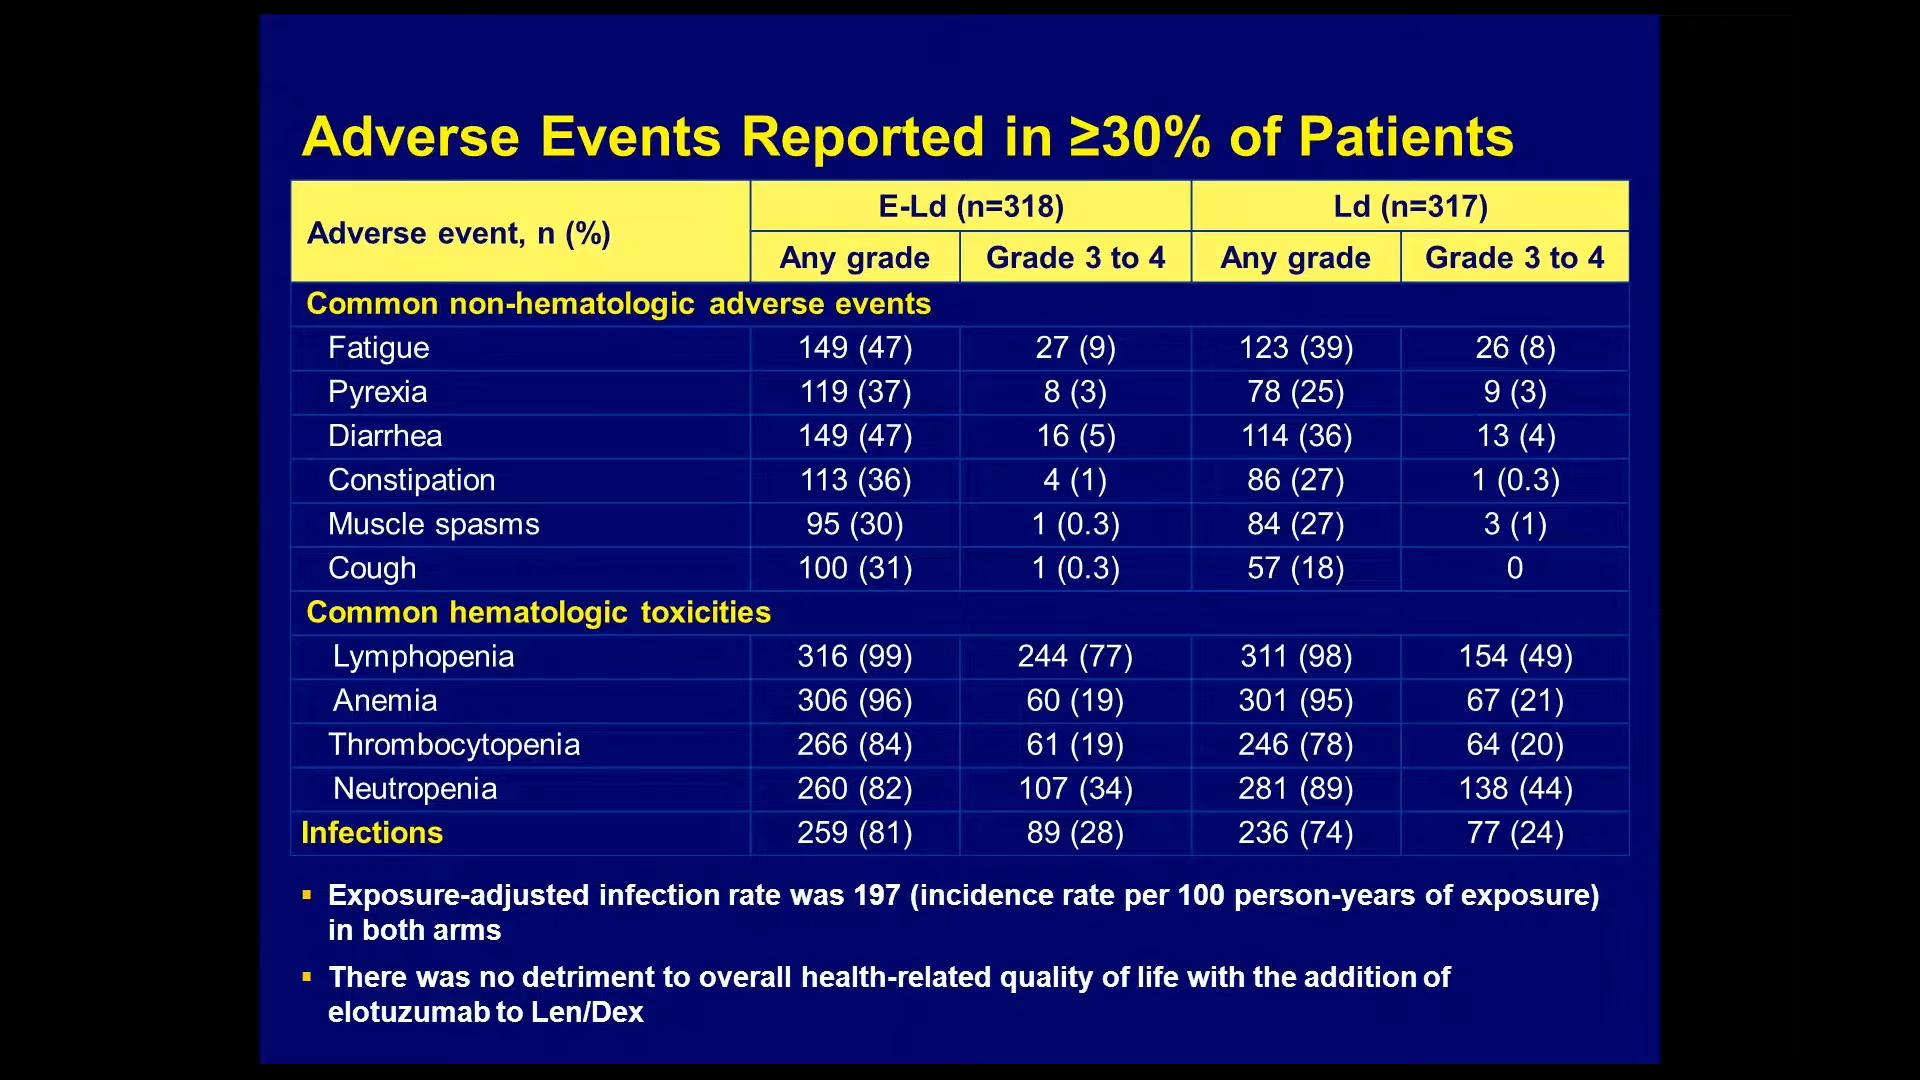 Adverse Events Reported in ≥30% of Patients
Adverse event, n (%) E-Ld (n=318) Ld (n=317)
Any grade Grade 3 to 4 Any grade Grade 3 to 4
Common non-hematologic adverse events
Fatigue 149 (47) 27 (9) 123 (39) 26 (8)
Pyrexia 119 (37) 8 (3) 78 (25) 9 (3)
Diarrhea 149 (47) 16 (5) 114 (36) 13 (4)
Constipation 113 (36) 4 (1) 86 (27) 1 (0.3)
Muscle spasms 95 (30) 1 (0.3) 84 (27) 3 (1)
Cough 100 (31) 1 (0.3) 57 (18) 0
Common hematologic toxicities
Lymphopenia 316 (99) 244 (77) 311 (98) 154 (49)
Anemia 306 (96) 60 (19) 301 (95) 67 (21)
Thrombocytopenia 266 (84) 61 (19) 246 (78) 64 (20)
Neutropenia 260 (82) 107 (34) 281 (89) 138 (44)
Infections 259 (81) 89 (28) 236 (74) 77 (24)
▪ Exposure-adjusted infection rate was 197 (incidence rate per 100 person-years of exposure)
in both arms
▪ There was no detriment to overall health-related quality of life with the addition of
elotuzumab to Len/Dex